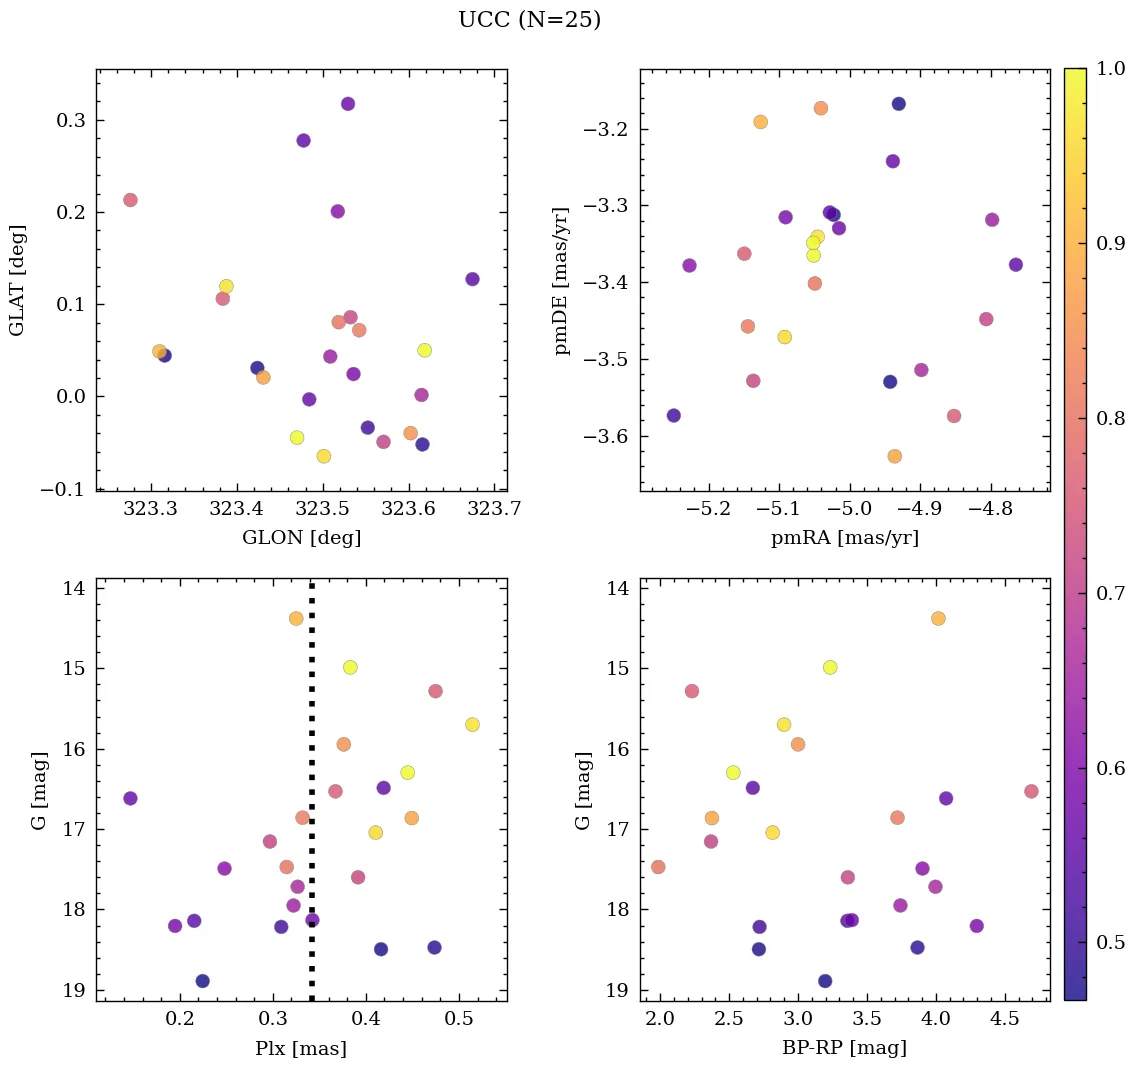 UCC (N=25)
0.3
0.2
0.1
0.0
−0.1
GLAT [deg]
323.3 323.4 323.5 323.6 323.7
GLON [deg]
−3.2
−3.3
−3.4
−3.5
−3.6
pmDE [mas/yr]
−5.2 −5.1 −5.0 −4.9 −4.8
pmRA [mas/yr]
14
15
16
17
18
19
G [mag]
0.2 0.3 0.4 0.5
Plx [mas]
14
15
16
17
18
19
G [mag]
2.0 2.5 3.0 3.5 4.0 4.5
BP-RP [mag]
1.0
0.9
0.8
0.7
0.6
0.5